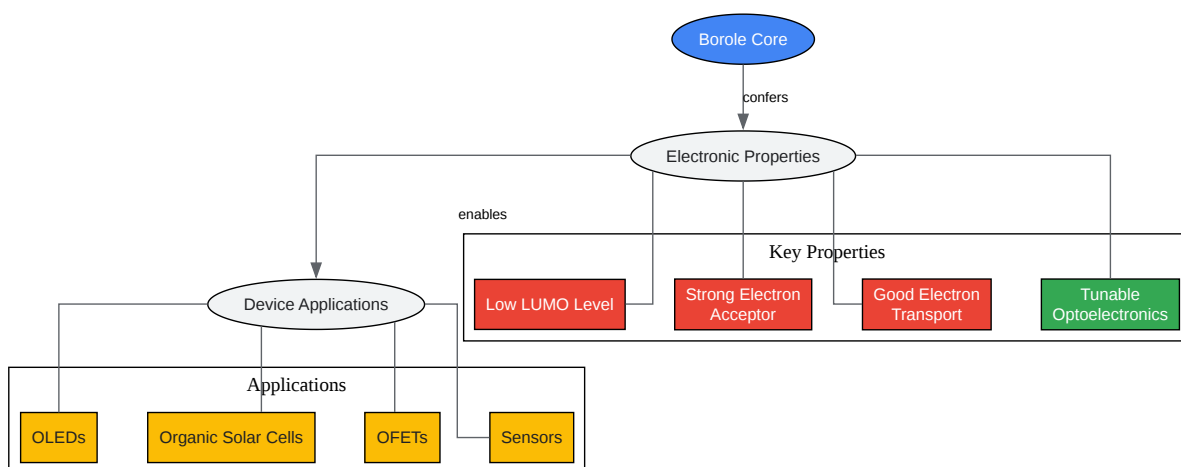 Borole Core
confers
Electronic Properties
enables
Key Properties
Low LUMO Level
Strong Electron
Acceptor
Good Electron
Transport
Tunable
Optoelectronics
Device Applications
Applications
OLEDs
Organic Solar Cells
OFETs
Sensors